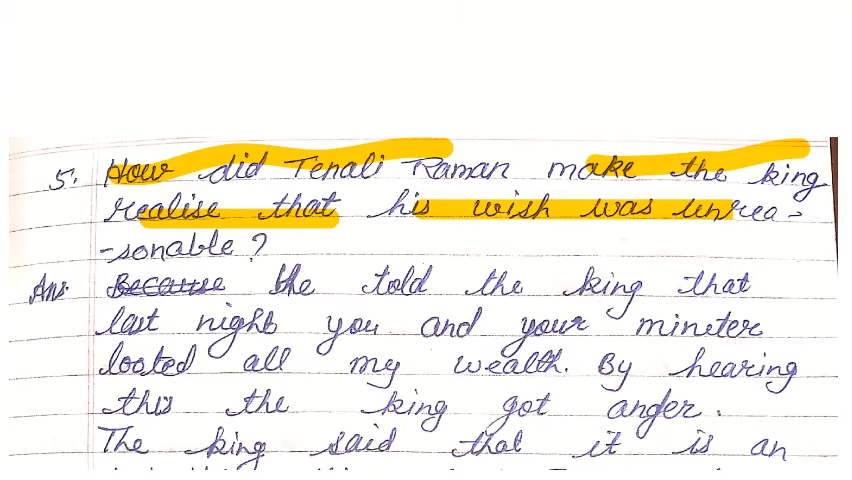 5. How did Tenali Raman make the king
realise that his wish was unrea -
- sonable ?
Ans. Because he told the king that
last night you and your mineter
looted all my wealth. By hearing
this the king got anger.
The king said that it is an